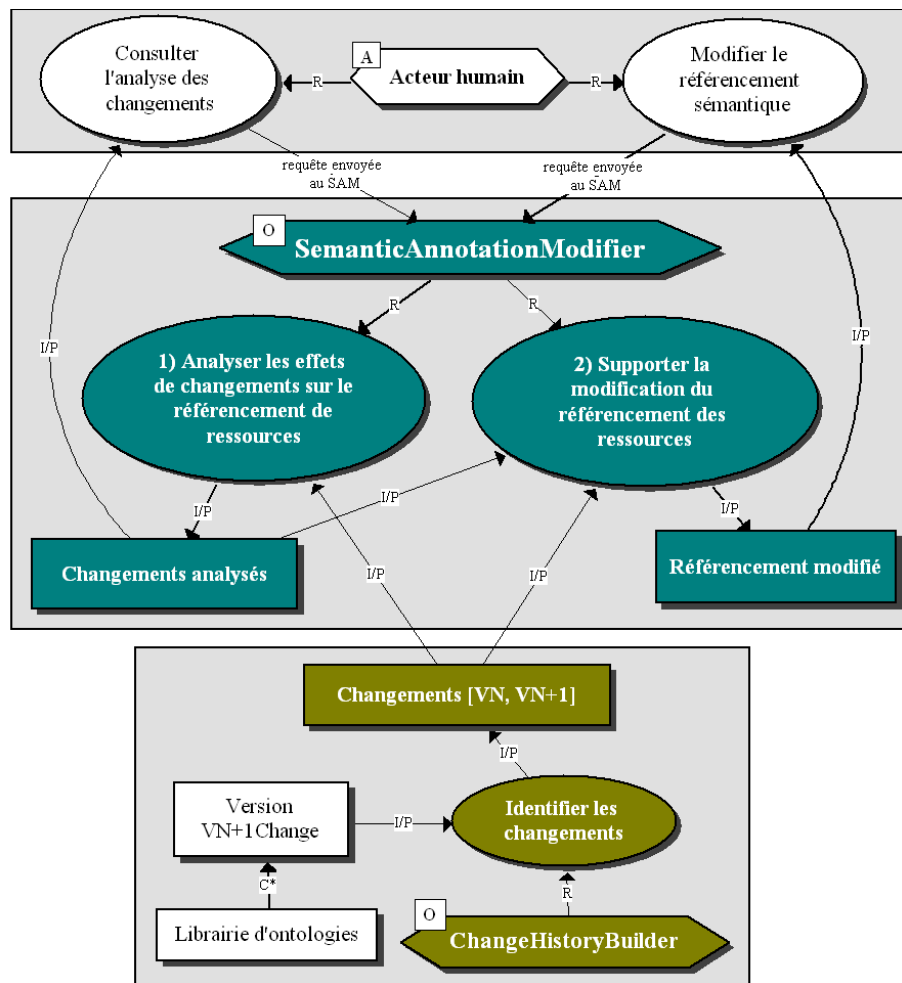 Consulter
l'analyse des
changements
A
Acteur humain
Modifier le
référencement
sémantique
R
R
requête envoyée
au SAM
requête envoyée
au SAM
O
SemanticAnnotationModifier
R
R
I/P
I/P
1) Analyser les effets
de changements sur le
référencement de
ressources
2) Supporter la
modification du
référencement des
ressources
I/P
I/P
I/P
Changements analysés
Référencement modifié
I/P
I/P
Changements [VN, VN+1]
I/P
Version
VN+1Change
I/P
Identifier les
changements
C*
R
Librairie d'ontologies
O
ChangeHistoryBuilder